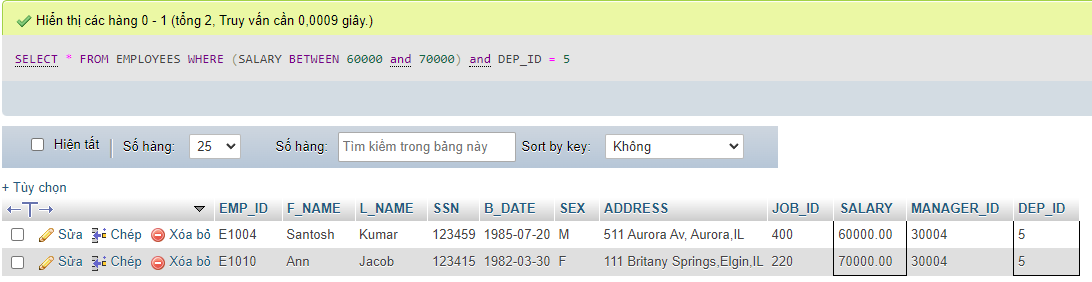 Hiển thị các hàng 0 - 1 (tổng 2, Truy vấn cần 0,0009 giây.)
SELECT * FROM EMPLOYEES WHERE (SALARY BETWEEN 60000 and 70000) and DEP_ID = 5
Hiện tất Số hàng: 25 Số hàng: Tìm kiếm trong bảng này Sort by key: Không
+ Tùy chọn
←T→ EMP_ID F_NAME L_NAME SSN B_DATE SEX ADDRESS JOB_ID SALARY MANAGER_ID DEP_ID
Sửa Chép Xóa bỏ E1004 Santosh Kumar 123459 1985-07-20 M 511 Aurora Av, Aurora,IL 400 60000.00 30004 5
Sửa Chép Xóa bỏ E1010 Ann Jacob 123415 1982-03-30 F 111 Britany Springs,Elgin,IL 220 70000.00 30004 5